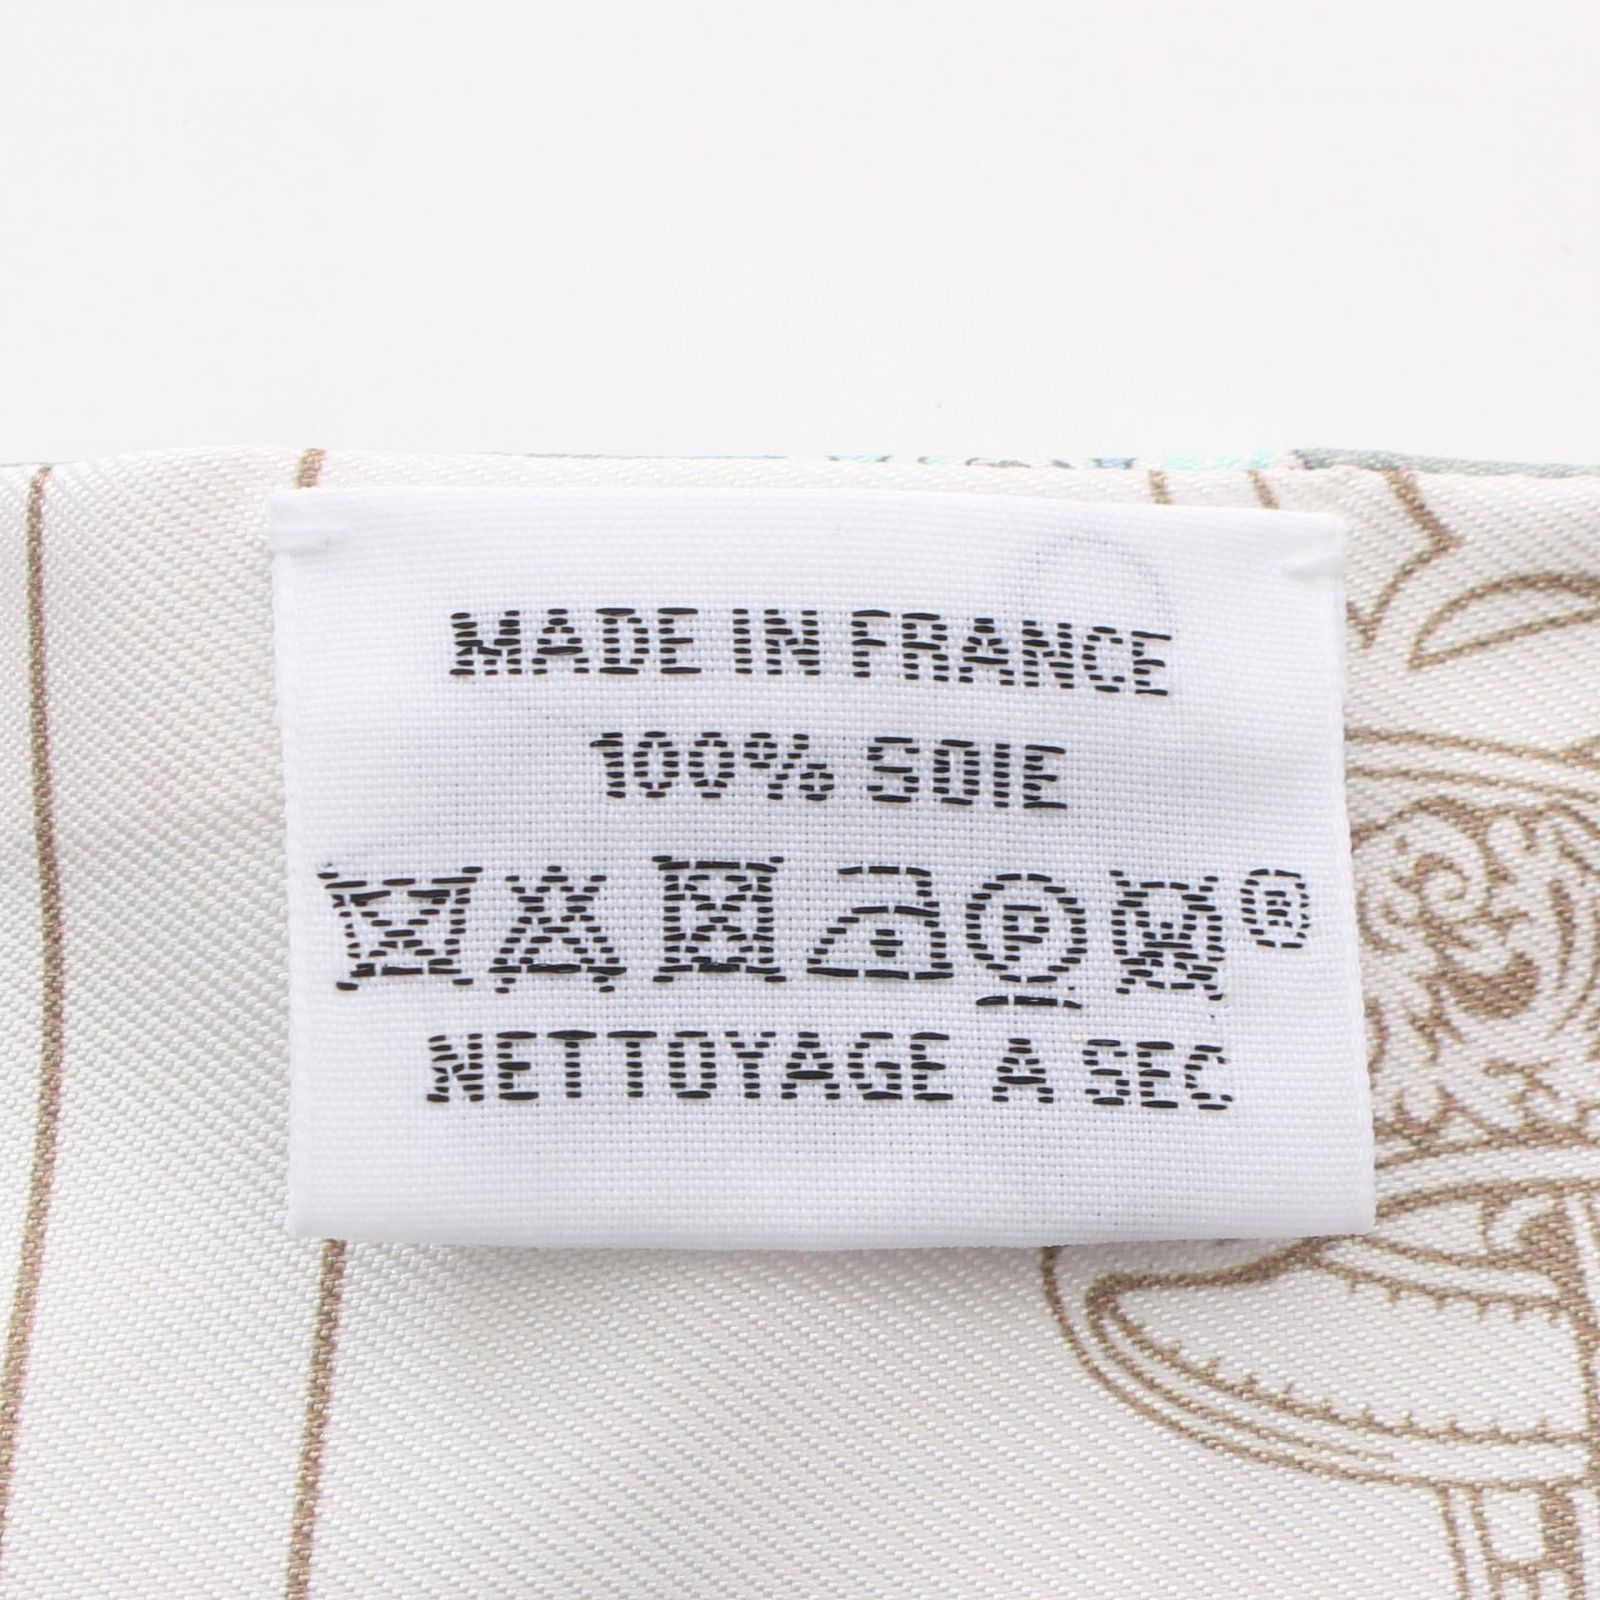 MADE IN FRANCE
100% SOIE
P W ®
NETTOYAGE A SEC